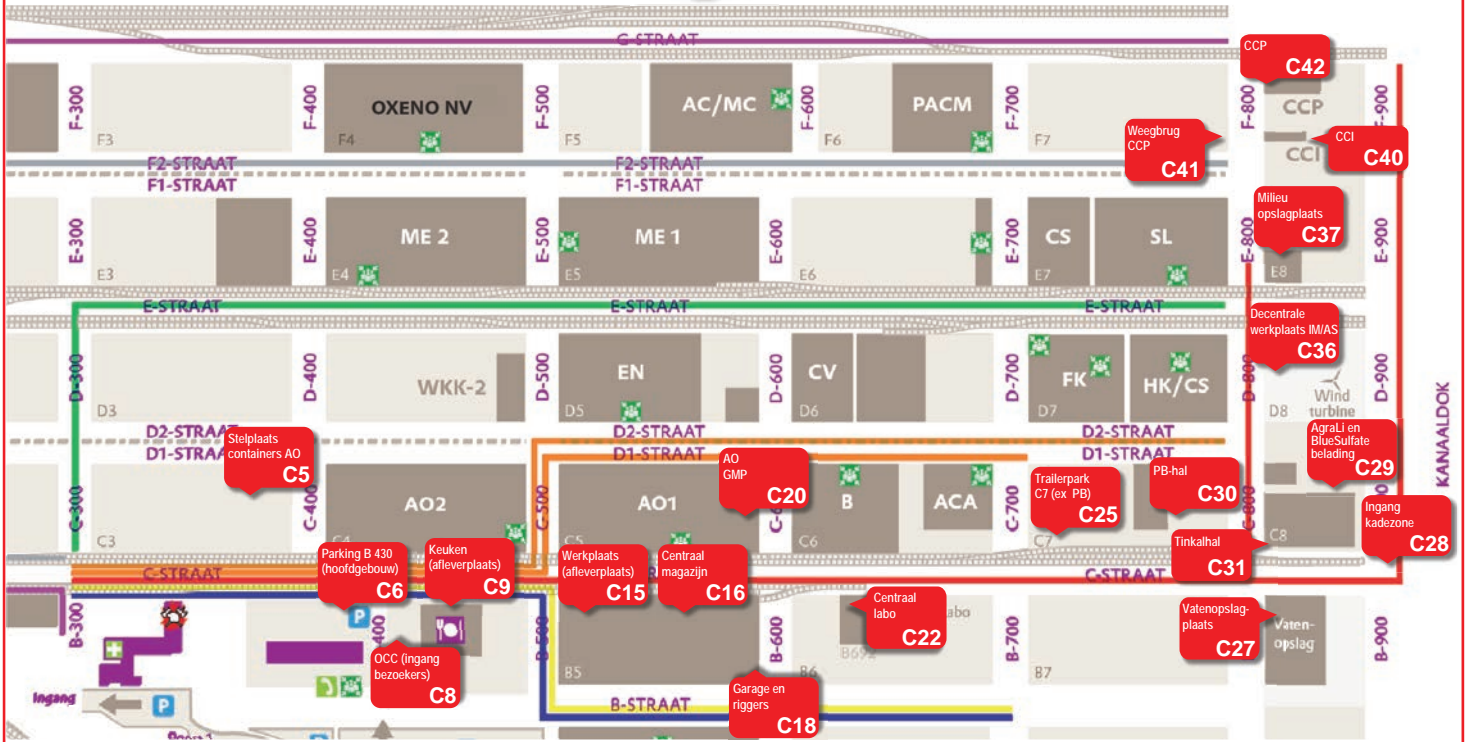 G-STRAAT
CCP
C42
F-300
F3
F-400
OXENO NV
F4
F-500
F5
AC/MC
F-600
F6
PACM
F-700
F7
F-800
CCP
F-900
Weegbrug
CCP
C41
CCI
CCI
C40
F2-STRAAT
F2-STRAAT
F1-STRAAT
F1-STRAAT
E-300
E3
E-400
ME 2
E4
E-500
ME 1
E5
E-600
E6
E-700
CS
E7
SL
E-800
Milieu
opslagplaats
C37
E8
E-900
E-STRAAT
E-STRAAT
E-STRAAT
D-300
D3
D-400
WKK-2
D-500
EN
D5
D-600
CV
D6
D-700
FK
D7
HK/CS
D-800
Decentrale
werkplaats IM/AS
C36
Wind
turbine
D8
D-900
KANAALDOK
D2-STRAAT
D2-STRAAT
D2-STRAAT
D1-STRAA
D1-STRAAT
D1-STRAAT
Stelplaats
containers AO
C5
AO
GMP
C20
AgraLi en
BlueSulfate
belading
C29
C-300
C3
C-400
AO2
C4
C-500
AO1
C5
B
C6
ACA
C-700
Trailerpark
C7 (ex PB)
C25
C7
PB-hal
C30
C-800
C8
Ingang
kadezone
C28
Tinkalhal
C31
C-STRAAT
C-STRAAT
Parking B 430
(hoofdgebouw)
C6
Keuken
(afleverplaats)
C9
Werkplaats
(afleverplaats)
C15
Centraal
magazijn
C16
Centraal
labo
C22
abo
B692
Vatenopslag-
plaats
C27
Vaten-
opslag
B-300
P
400
B-500
B5
B-600
B6
B-700
B7
B-900
OCC (ingang
bezoekers)
C8
Garage en
riggers
C18
B-STRAAT
Ingang
P
P